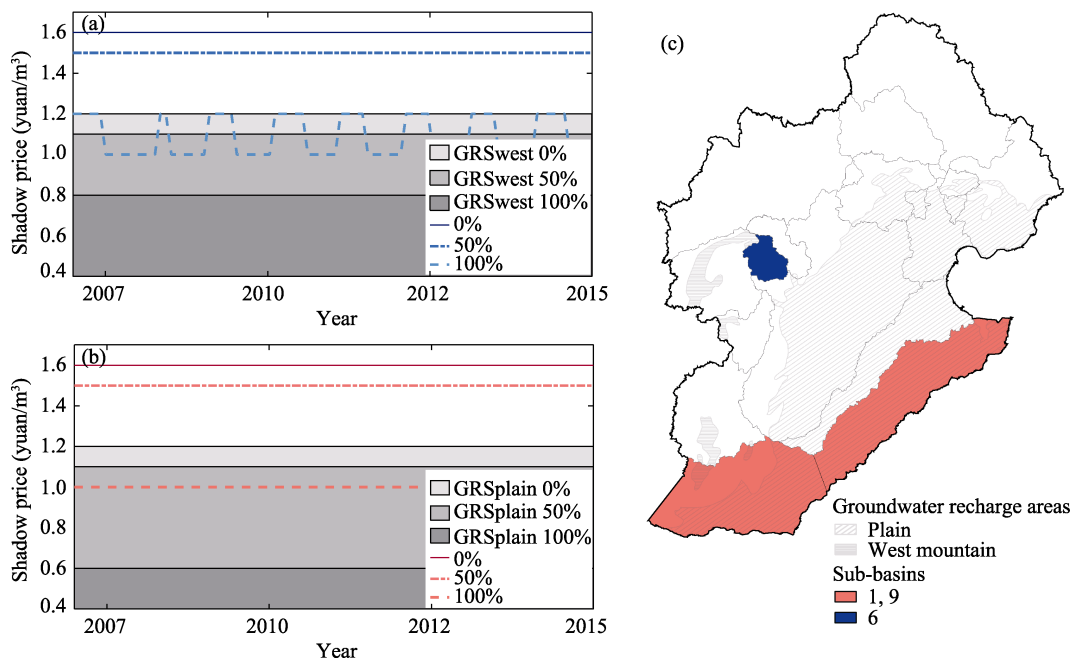 (a)
Shadow price (yuan/m³)
1.6
1.4
1.2
1.0
0.8
0.6
0.4
GRSwest 0%
GRSwest 50%
GRSwest 100%
0%
50%
100%
2007
2010
2012
2015
Year
(b)
Shadow price (yuan/m³)
1.6
1.4
1.2
1.0
0.8
0.6
0.4
GRSplain 0%
GRSplain 50%
GRSplain 100%
0%
50%
100%
2007
2010
2012
2015
Year
(c)
Groundwater recharge areas
Plain
West mountain
Sub-basins
1, 9
6